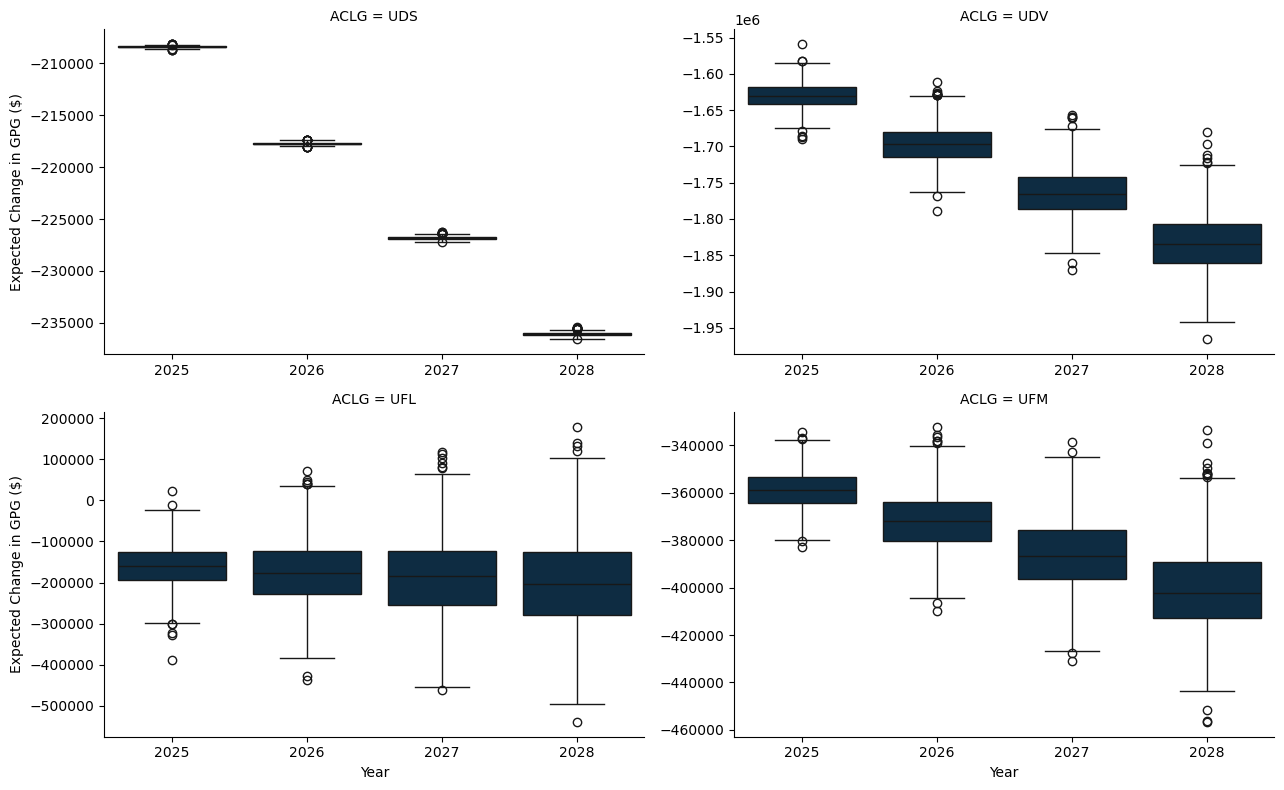 ACLG = UDS
Expected Change in GPG ($)
−210000
−215000
−220000
−225000
−230000
−235000
2025 2026 2027 2028
ACLG = UDV
1e6
−1.55
−1.60
−1.65
−1.70
−1.75
−1.80
−1.85
−1.90
−1.95
2025 2026 2027 2028
ACLG = UFL
Expected Change in GPG ($)
200000
100000
0
−100000
−200000
−300000
−400000
−500000
2025 2026 2027 2028
Year
ACLG = UFM
−340000
−360000
−380000
−400000
−420000
−440000
−460000
2025 2026 2027 2028
Year